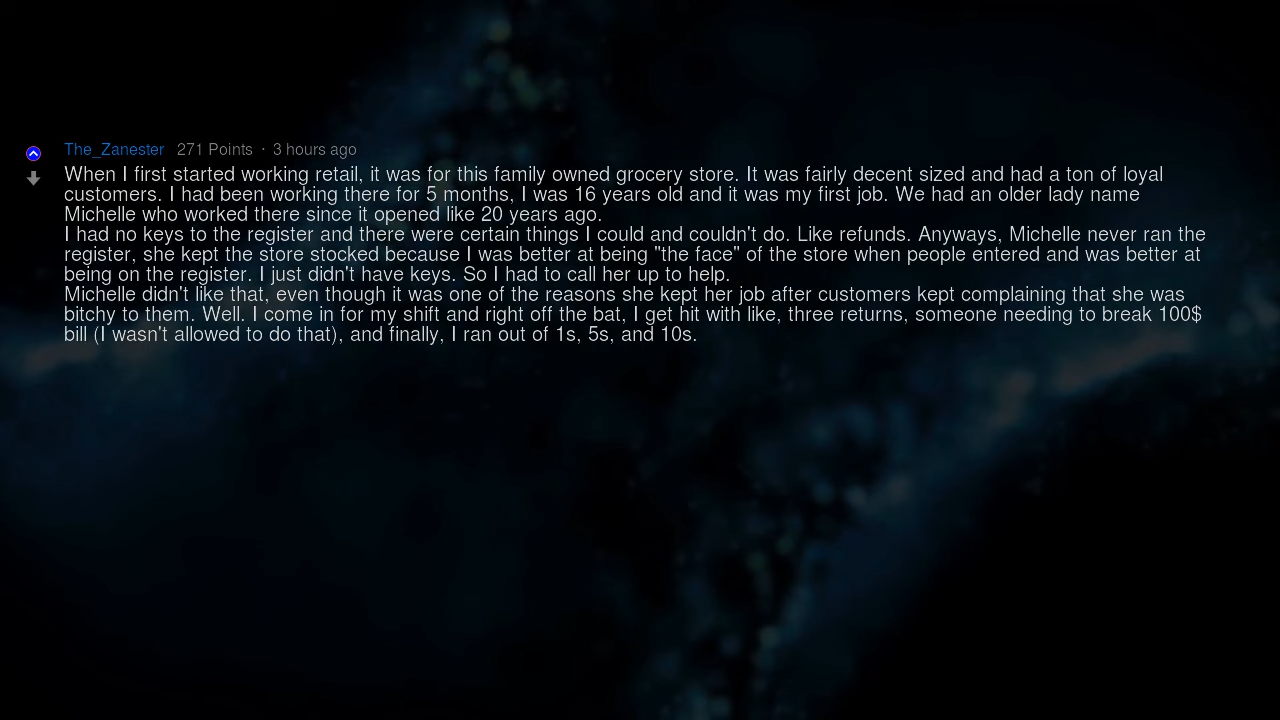 The_Zanester 271 Points · 3 hours ago
When I first started working retail, it was for this family owned grocery store. It was fairly decent sized and had a ton of loyal
customers. I had been working there for 5 months, I was 16 years old and it was my first job. We had an older lady name
Michelle who worked there since it opened like 20 years ago.
I had no keys to the register and there were certain things I could and couldn't do. Like refunds. Anyways, Michelle never ran the
register, she kept the store stocked because I was better at being "the face" of the store when people entered and was better at
being on the register. I just didn't have keys. So I had to call her up to help.
Michelle didn't like that, even though it was one of the reasons she kept her job after customers kept complaining that she was
bitchy to them. Well. I come in for my shift and right off the bat, I get hit with like, three returns, someone needing to break 100$
bill (I wasn't allowed to do that), and finally, I ran out of 1s, 5s, and 10s.